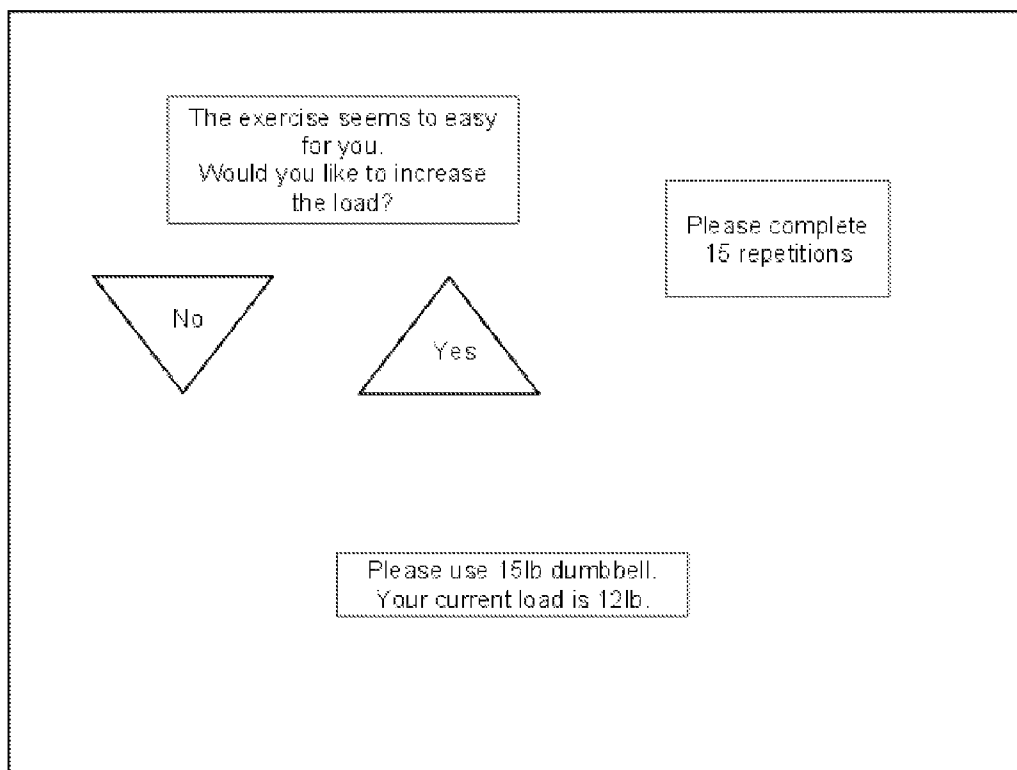 The exercise seems to easy
for you.
Would you like to increase
the load?
Please complete
15 repetitions
No
Yes
Please use 15lb dumbbell.
Your current load is 12lb.